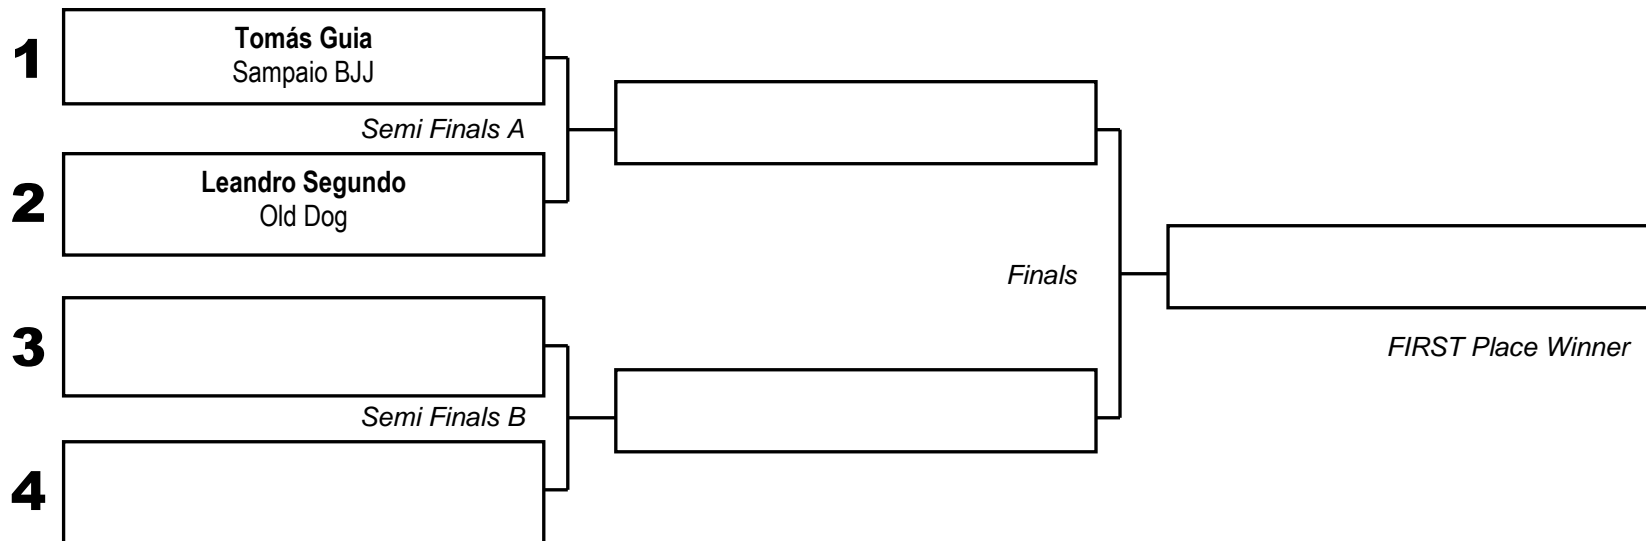 1
Tomás Guia
Sampaio BJJ
Semi Finals A
2
Leandro Segundo
Old Dog
Finals
3
FIRST Place Winner
Semi Finals B
4